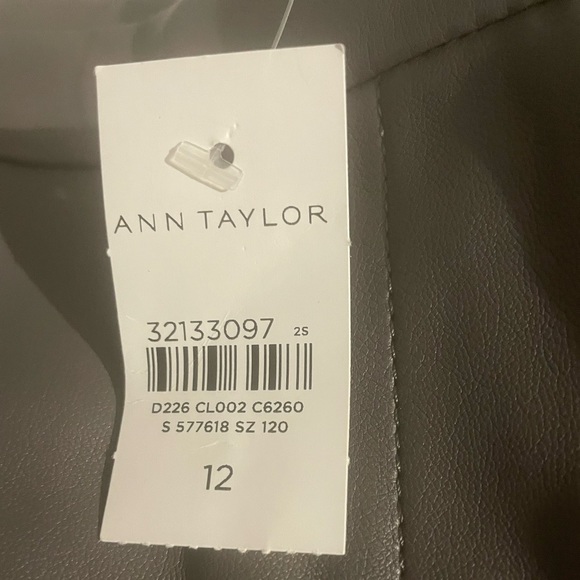 ANN TAYLOR
32133097 2S
D226 CL002 C6260
S 577618 SZ 120
12